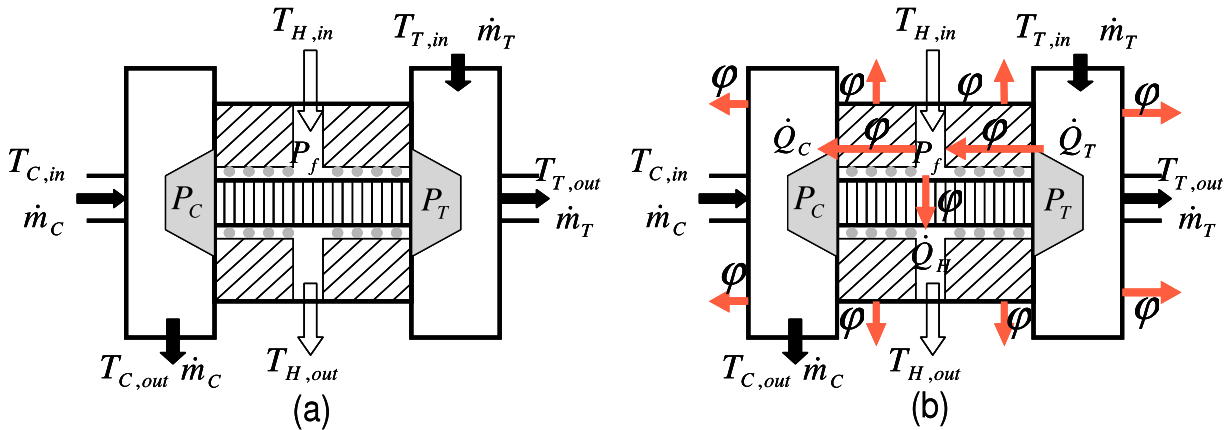 T_{H,in}
T_{T,in} ṁ_T
T_{C,in}
ṁ_C
P_C
P_f
P_T
T_{T,out}
ṁ_T
T_{C,out} ṁ_C
T_{H,out}
(a)
T_{H,in}
T_{T,in} ṁ_T
φ φ φ φ
Q̇_C φ P_f φ Q̇_T
T_{C,in}
ṁ_C
P_C
φ
P_T
T_{T,out}
ṁ_T
Q̇_H
φ φ φ φ
T_{C,out} ṁ_C
T_{H,out}
(b)